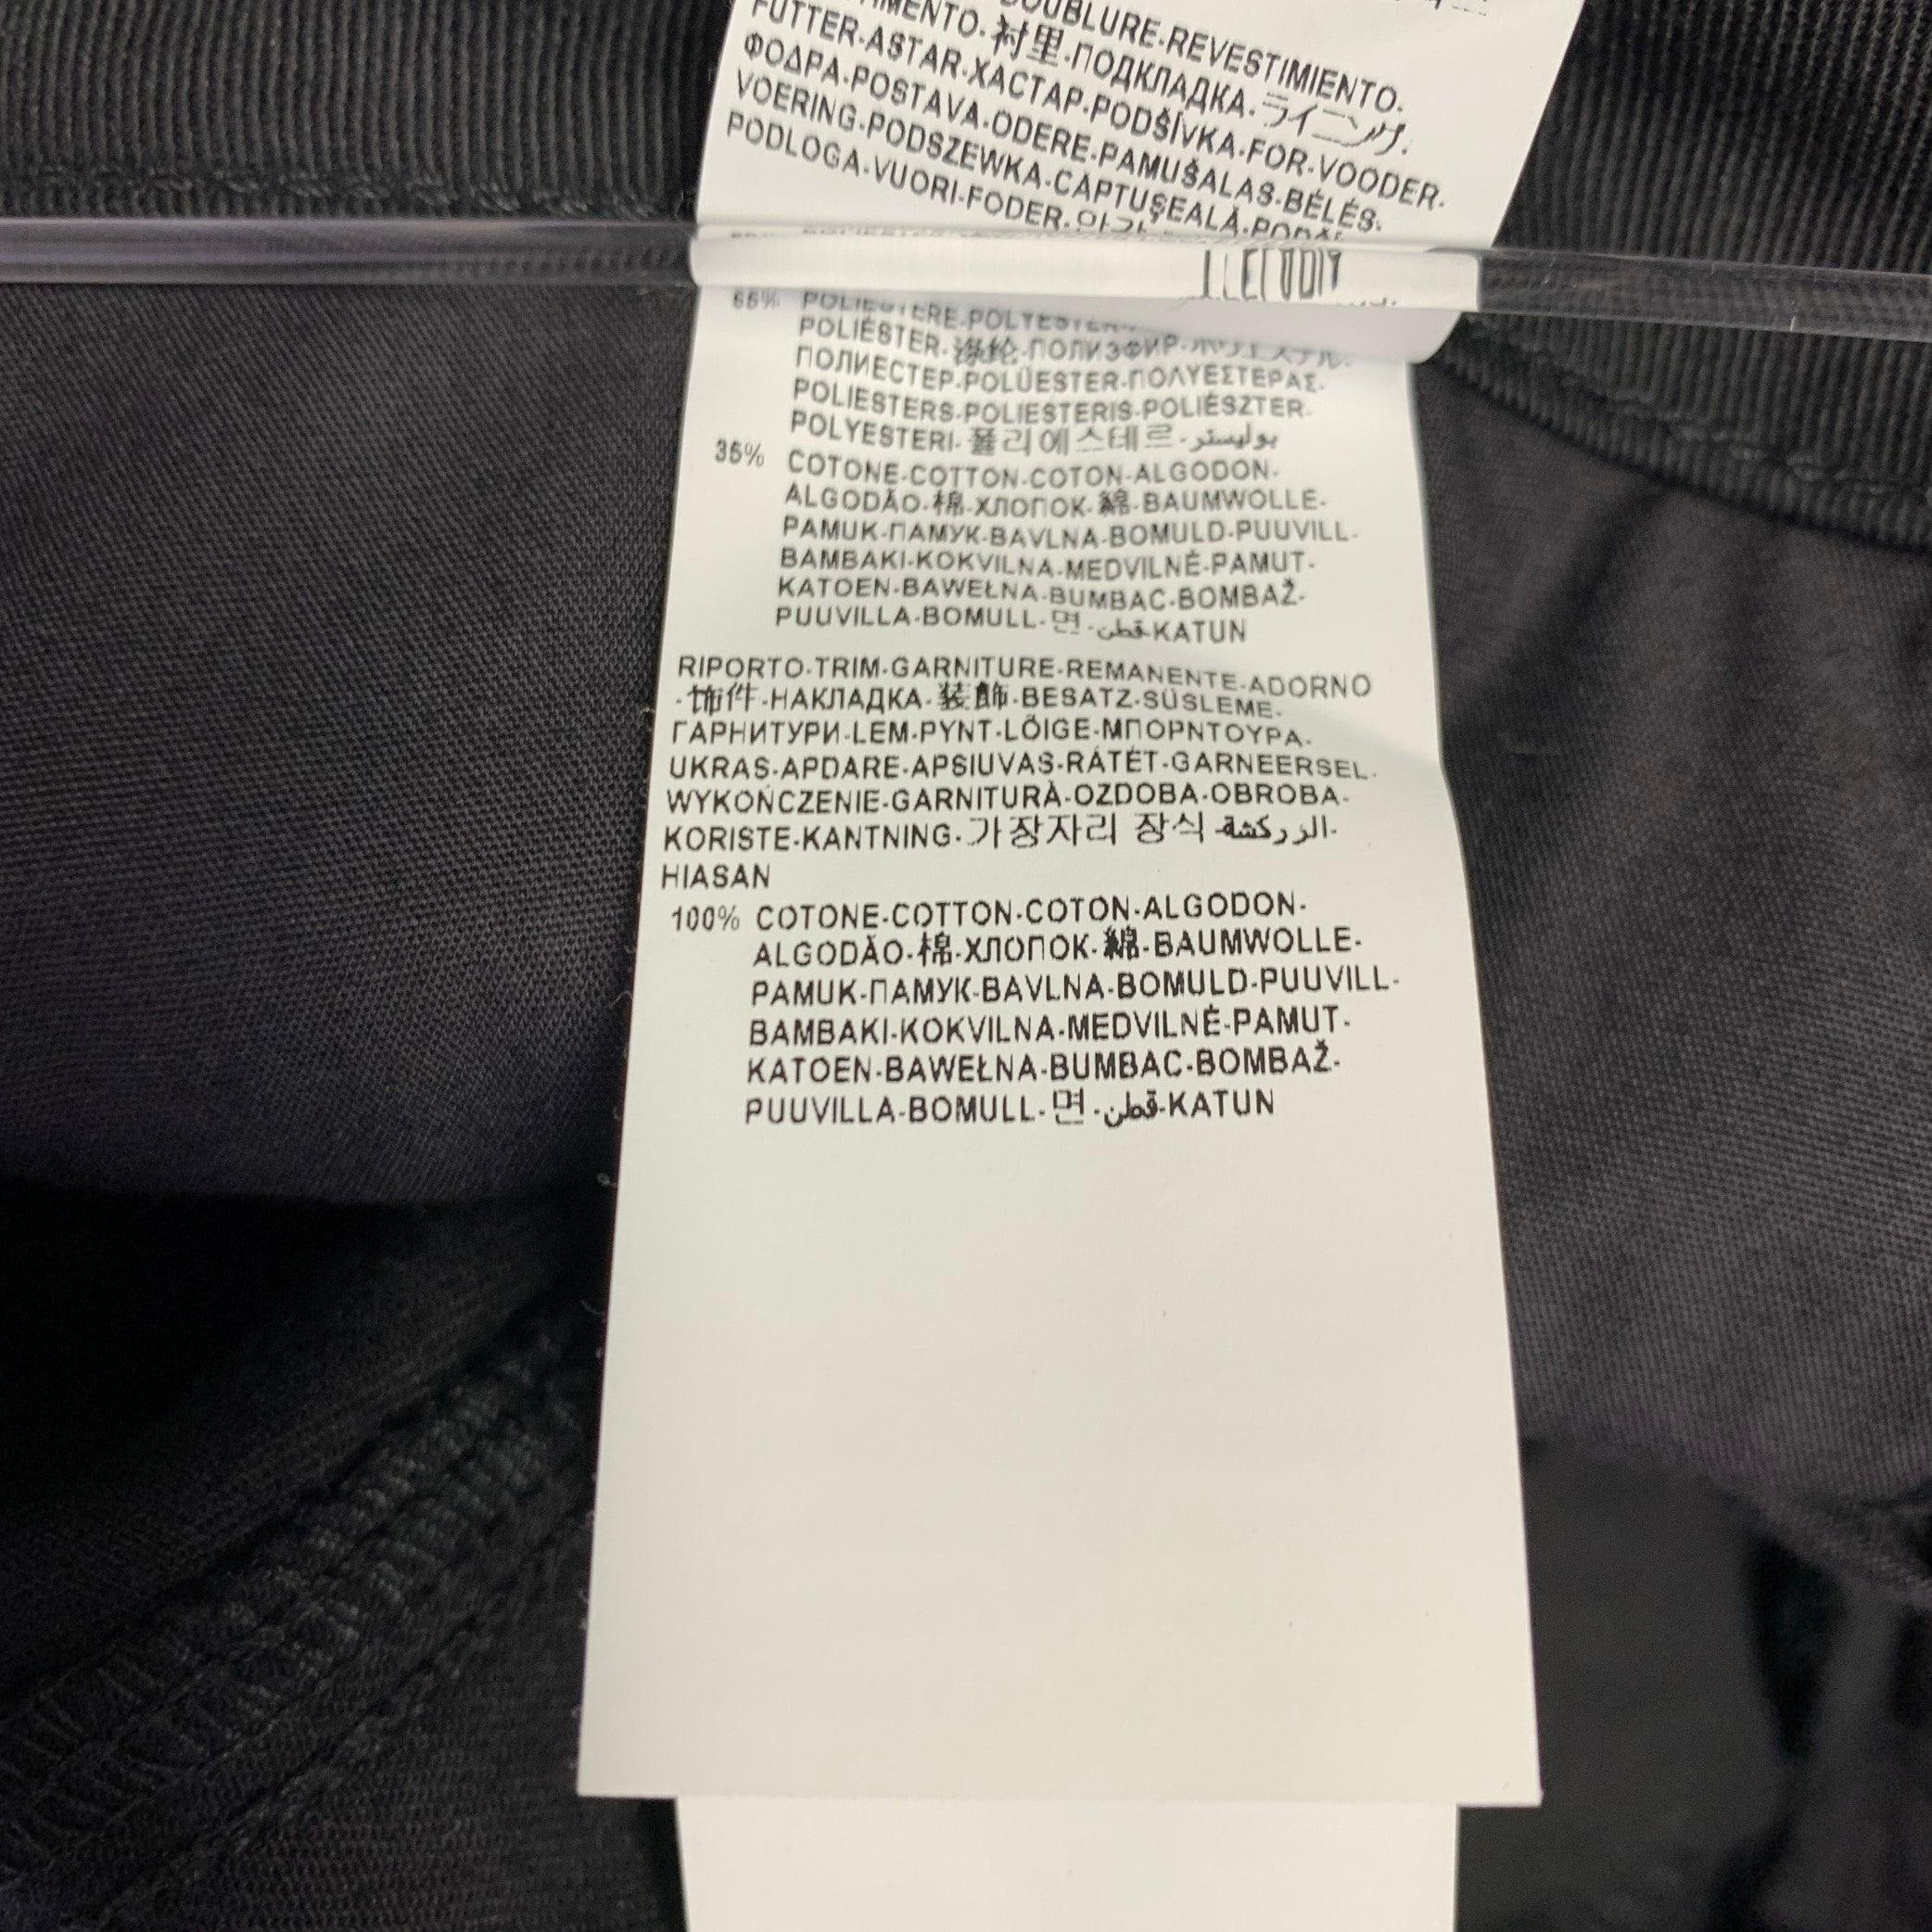 DOUBLURE·REVESTIMIENTO·
衬里·ПОДКЛАДКА·ライニング·
FUTTER·ASTAR·ХАСТАР·PODŠÍVKA·FOR·VOODER·
ΦΟΔΡΑ·POSTAVA·ODERE·PAMUŠALAS·BÉLÉS·
VOERING·PODSZEWKA·CĂPTUŞEALĂ·
PODLOGA·VUORI·FODER·안감
POLIESTERE·POLYESTER
POLIÉSTER·涤纶·ПОЛИЭФИР·ポリエステル·
ПОЛИЕСТЕР·POLÜESTER·ΠΟΛΥΕΣΤΕΡΑΣ·
POLIESTERS·POLIESTERIS·POLIÉSZTER·
POLYESTERI·폴리에스테르·بوليستر
35% COTONE·COTTON·COTON·ALGODON·
ALGODÃO·棉·ХЛОПОК·綿·BAUMWOLLE·
PAMUK·ПАМУК·BAVLNA·BOMULD·PUUVILL·
BAMBAKI·KOKVILNA·MEDVILNĖ·PAMUT·
KATOEN·BAWEŁNA·BUMBAC·BOMBAŽ·
PUUVILLA·BOMULL·면·قطن·KATUN
RIPORTO·TRIM·GARNITURE·REMANENTE·ADORNO
·饰件·НАКЛАДКА·装飾·BESATZ·SÜSLEME·
ГАРНИТУРИ·LEM·PYNT·LÕIGE·ΜΠΟΡΝΤΟΥΡΑ·
UKRAS·APDARE·APSIUVAS·RÁTÉT·GARNEERSEL·
WYKOŃCZENIE·GARNITURĂ·OZDOBA·OBROBA·
KORISTE·KANTNING·가장자리 장식·الزركشة·
HIASAN
100% COTONE·COTTON·COTON·ALGODON·
ALGODÃO·棉·ХЛОПОК·綿·BAUMWOLLE·
PAMUK·ПАМУК·BAVLNA·BOMULD·PUUVILL·
BAMBAKI·KOKVILNA·MEDVILNĖ·PAMUT·
KATOEN·BAWEŁNA·BUMBAC·BOMBAŽ·
PUUVILLA·BOMULL·면·قطن·KATUN